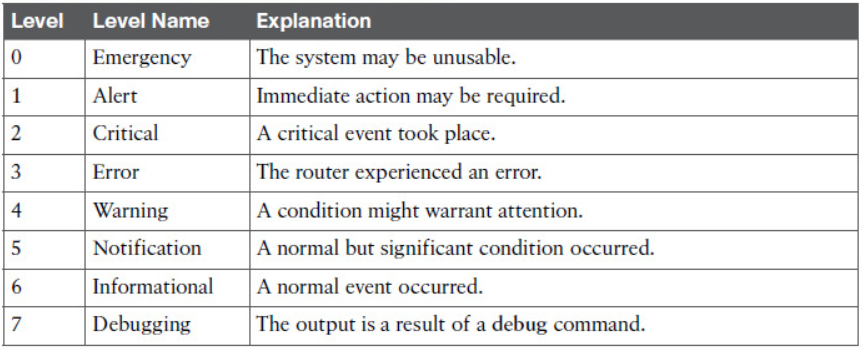 Level Level Name Explanation
0 Emergency The system may be unusable.
1 Alert Immediate action may be required.
2 Critical A critical event took place.
3 Error The router experienced an error.
4 Warning A condition might warrant attention.
5 Notification A normal but significant condition occurred.
6 Informational A normal event occurred.
7 Debugging The output is a result of a debug command.